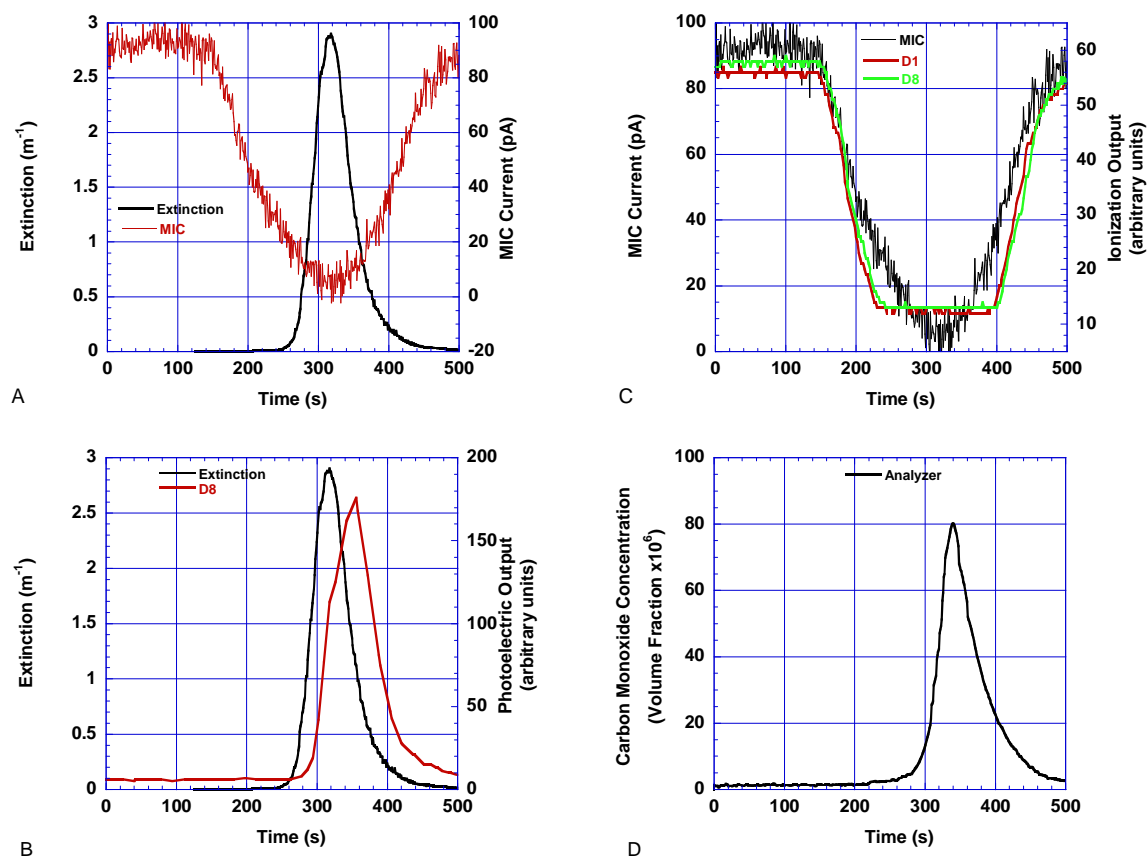 3
2.5
2
1.5
1
0.5
0
Extinction (m⁻¹)
100
80
60
40
20
0
-20
MIC Current (pA)
Extinction
MIC
0 100 200 300 400 500
Time (s)
A
100
80
60
40
20
0
MIC Current (pA)
60
50
40
30
20
10
Ionization Output
(arbitrary units)
MIC
D1
D8
0 100 200 300 400 500
Time (s)
C
3
2.5
2
1.5
1
0.5
0
Extinction (m⁻¹)
200
150
100
50
0
Photoelectric Output
(arbitrary units)
Extinction
D8
0 100 200 300 400 500
Time (s)
B
100
80
60
40
20
0
Carbon Monoxide Concentration
(Volume Fraction x10⁶)
Analyzer
0 100 200 300 400 500
Time (s)
D